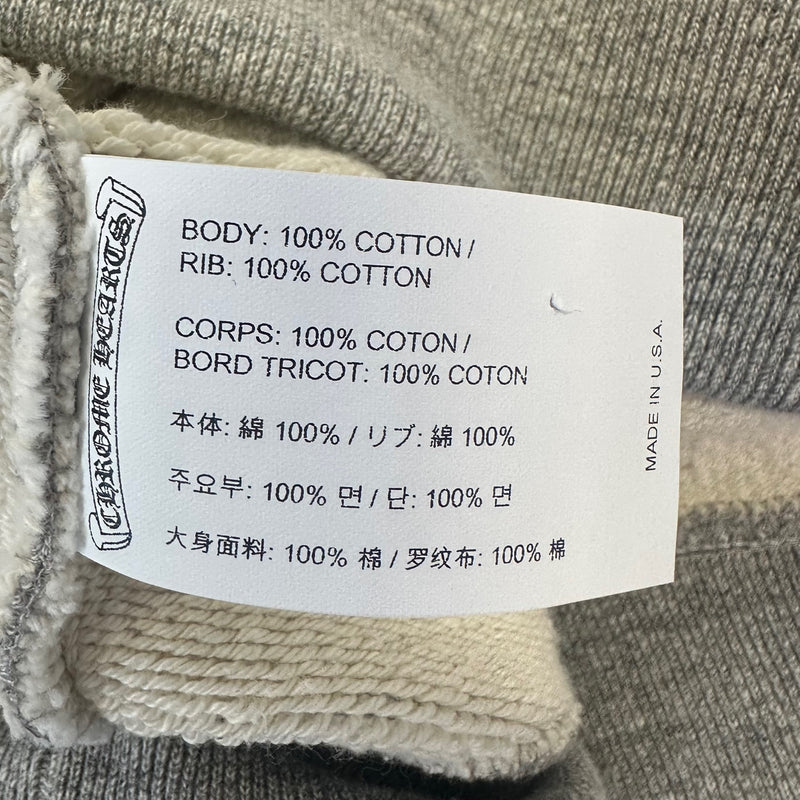 CHROME HEARTS
BODY: 100% COTTON /
RIB: 100% COTTON
CORPS: 100% COTON /
BORD TRICOT: 100% COTON
本体: 綿 100% / リブ: 綿 100%
주요부: 100% 면 / 단: 100% 면
大身面料: 100% 棉 / 罗纹布: 100% 棉
MADE IN U.S.A.